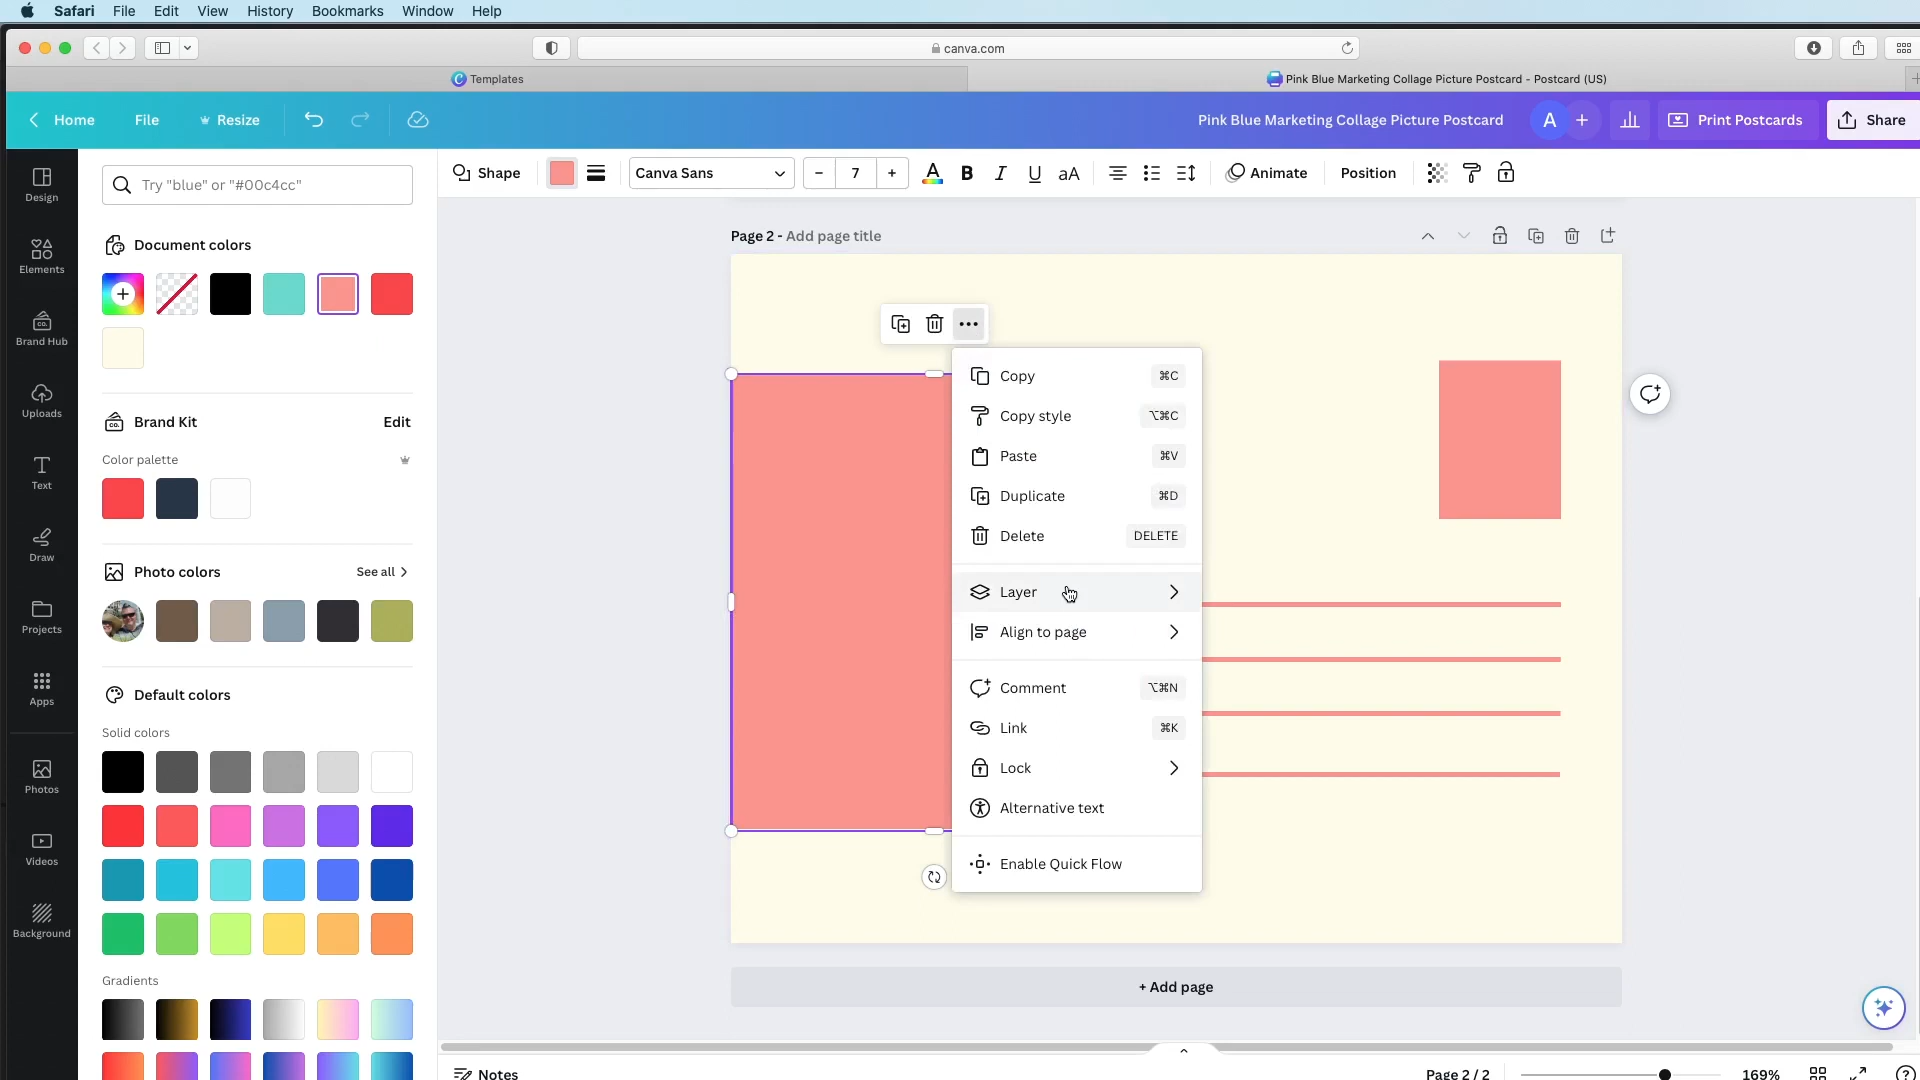 Safari File Edit View History Bookmarks Window Help
canva.com
Templates
Pink Blue Marketing Collage Picture Postcard - Postcard (US)
Home File Resize
Pink Blue Marketing Collage Picture Postcard
A
Print Postcards
Share
Design
Elements
Brand Hub
Uploads
Text
Draw
Projects
Apps
Photos
Videos
Background
Try "blue" or "#00c4cc"
Document colors
Brand Kit Edit
Color palette
Photo colors See all
Default colors
Solid colors
Gradients
Shape
Canva Sans
- 7 +
A B I U aA
Animate
Position
Page 2 - Add page title
Copy ⌘C
Copy style ⌥⌘C
Paste ⌘V
Duplicate ⌘D
Delete DELETE
Layer
Align to page
Comment ⌥⌘N
Link ⌘K
Lock
Alternative text
Enable Quick Flow
+ Add page
Notes
Page 2 / 2
169%